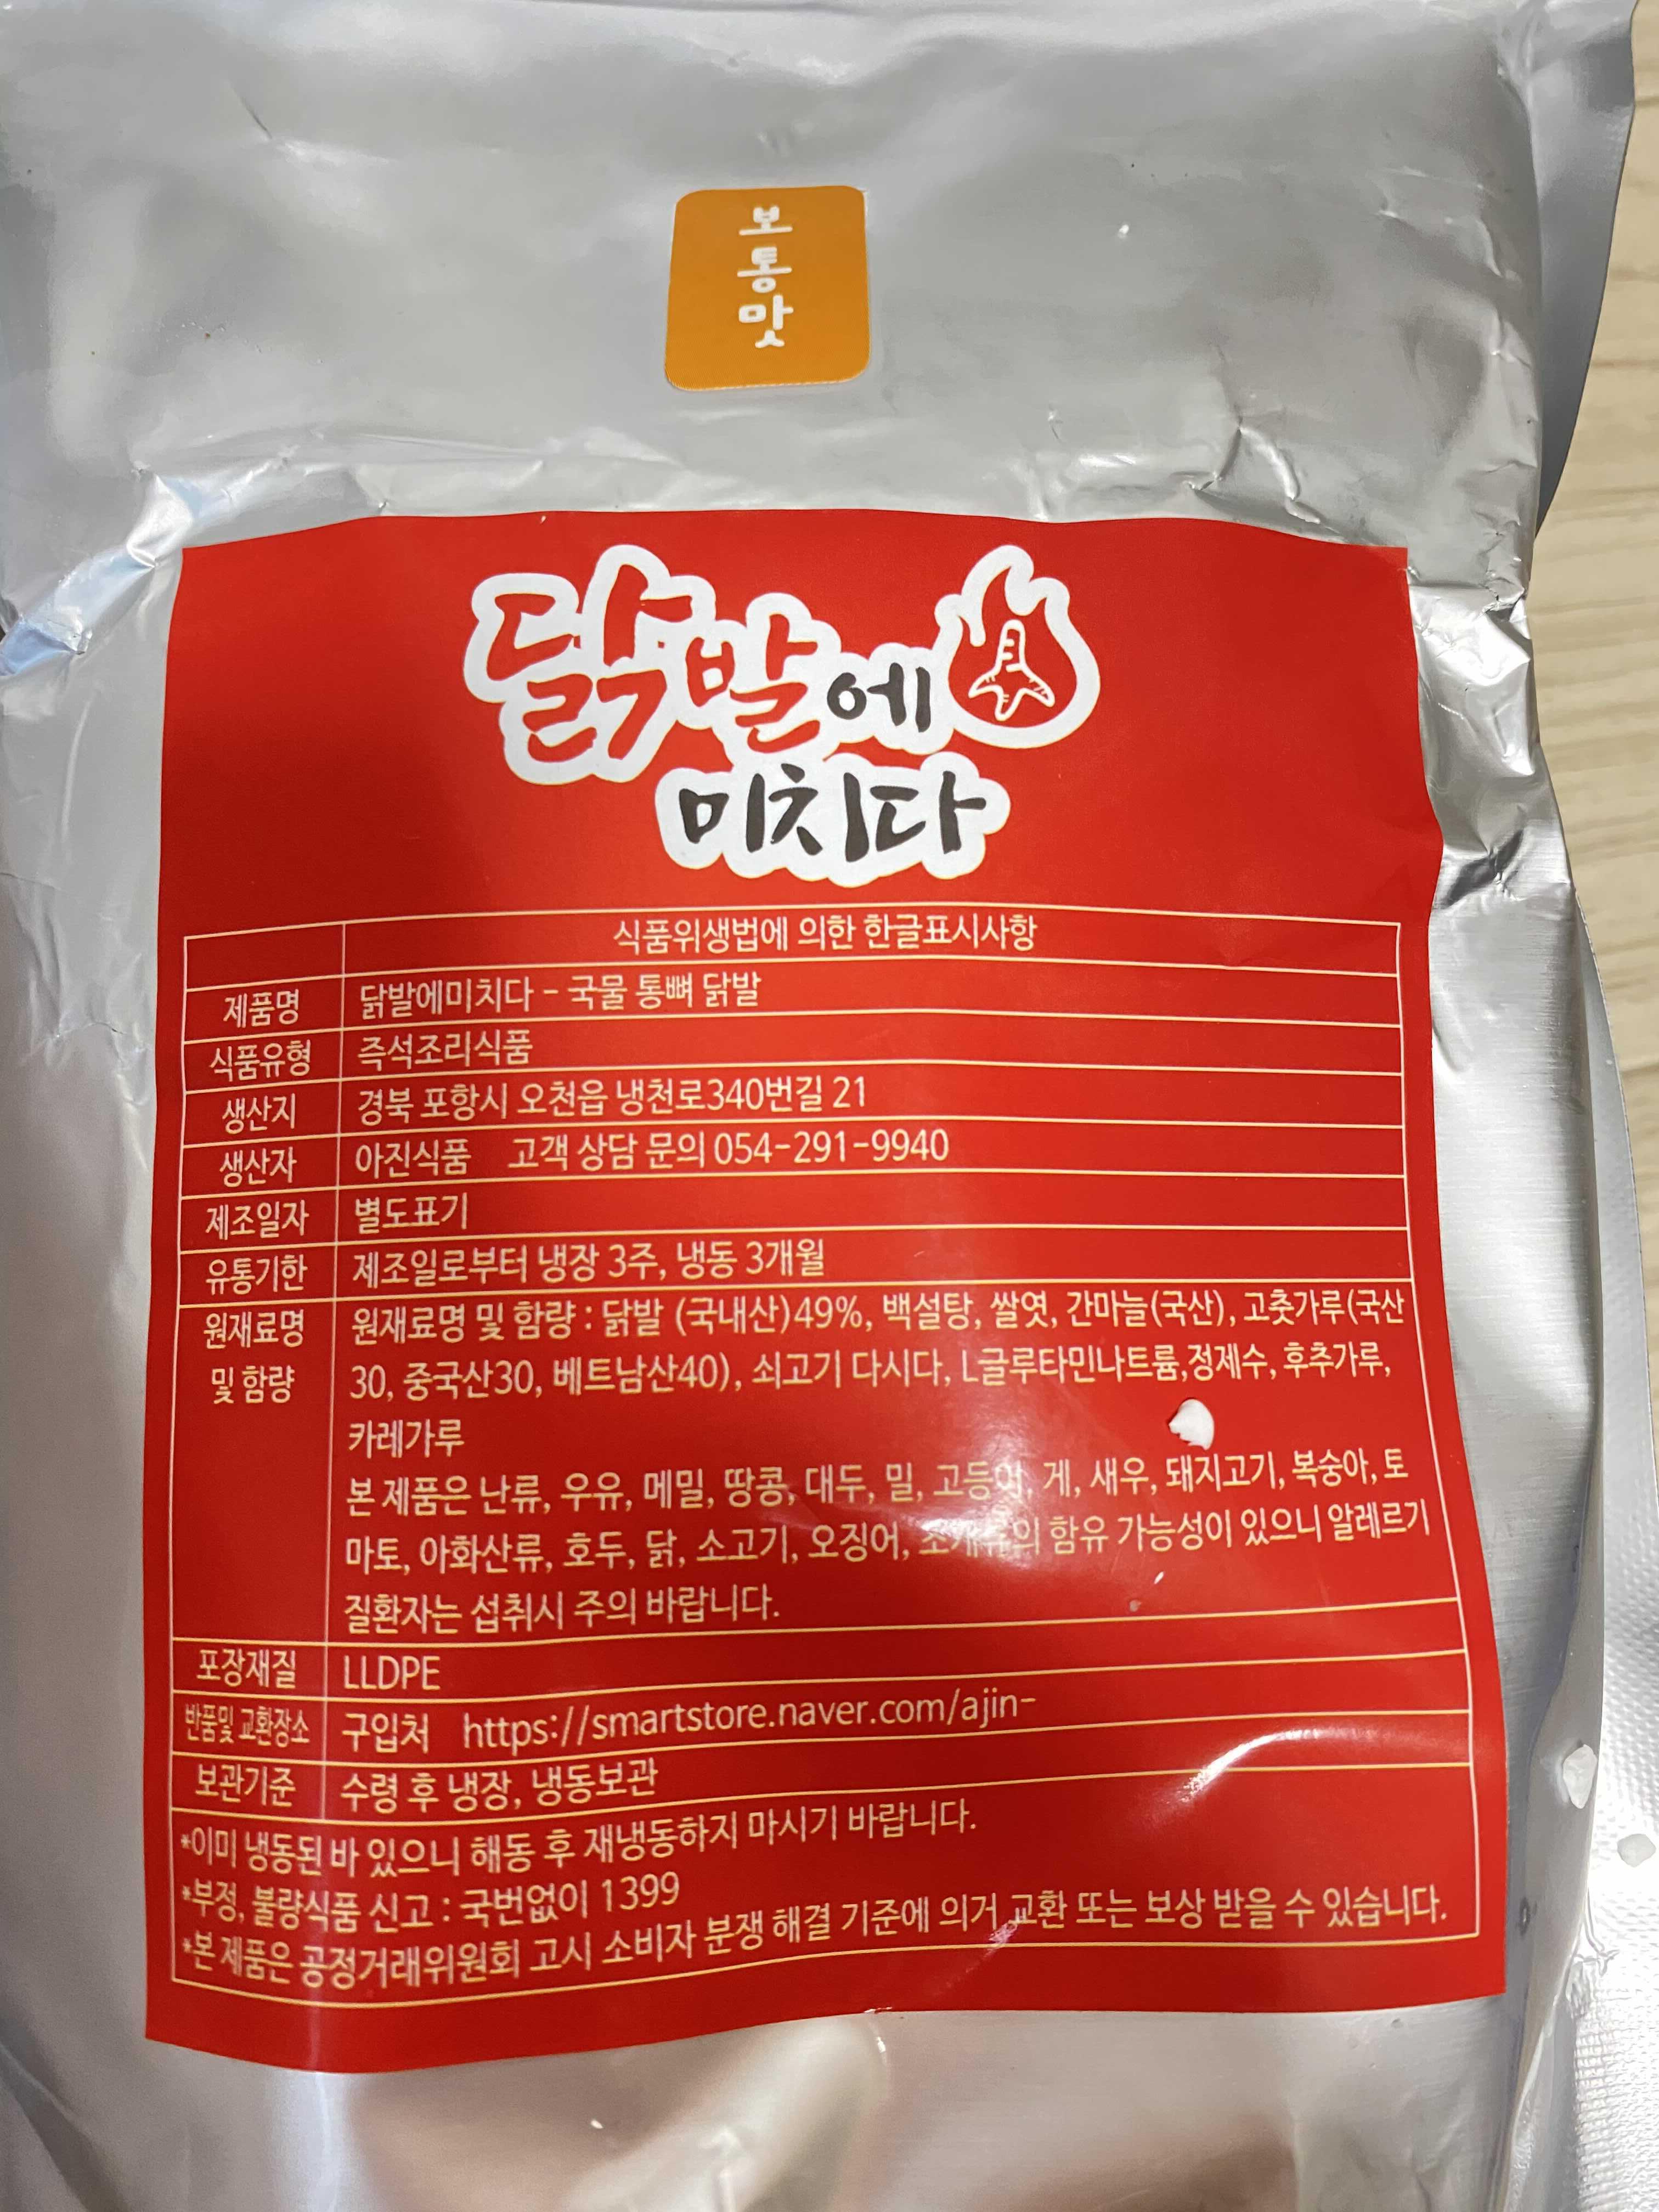 보통맛
닭발에
미치다
식품위생법에 의한 한글표시사항
제품명 닭발에미치다 - 국물 통뼈 닭발
식품유형 즉석조리식품
생산지 경북 포항시 오천읍 냉천로340번길 21
생산자 아진식품 고객 상담 문의 054-291-9940
제조일자 별도표기
유통기한 제조일로부터 냉장 3주, 냉동 3개월
원재료명 원재료명 및 함량 : 닭발 (국내산)49%, 백설탕, 쌀엿, 간마늘(국산), 고춧가루(국산
및 함량 30, 중국산30, 베트남산40), 쇠고기 다시다, L글루타민나트륨,정제수, 후추가루,
카레가루
본 제품은 난류, 우유, 메밀, 땅콩, 대두, 밀, 고등어, 게, 새우, 돼지고기, 복숭아, 토
마토, 아화산류, 호두, 닭, 소고기, 오징어, 조개류의 함유 가능성이 있으니 알레르기
질환자는 섭취시 주의 바랍니다.
포장재질 LLDPE
반품및 교환장소 구입처 https://smartstore.naver.com/ajin-
보관기준 수령 후 냉장, 냉동보관
*이미 냉동된 바 있으니 해동 후 재냉동하지 마시기 바랍니다.
*부정, 불량식품 신고 : 국번없이 1399
*본 제품은 공정거래위원회 고시 소비자 분쟁 해결 기준에 의거 교환 또는 보상 받을 수 있습니다.